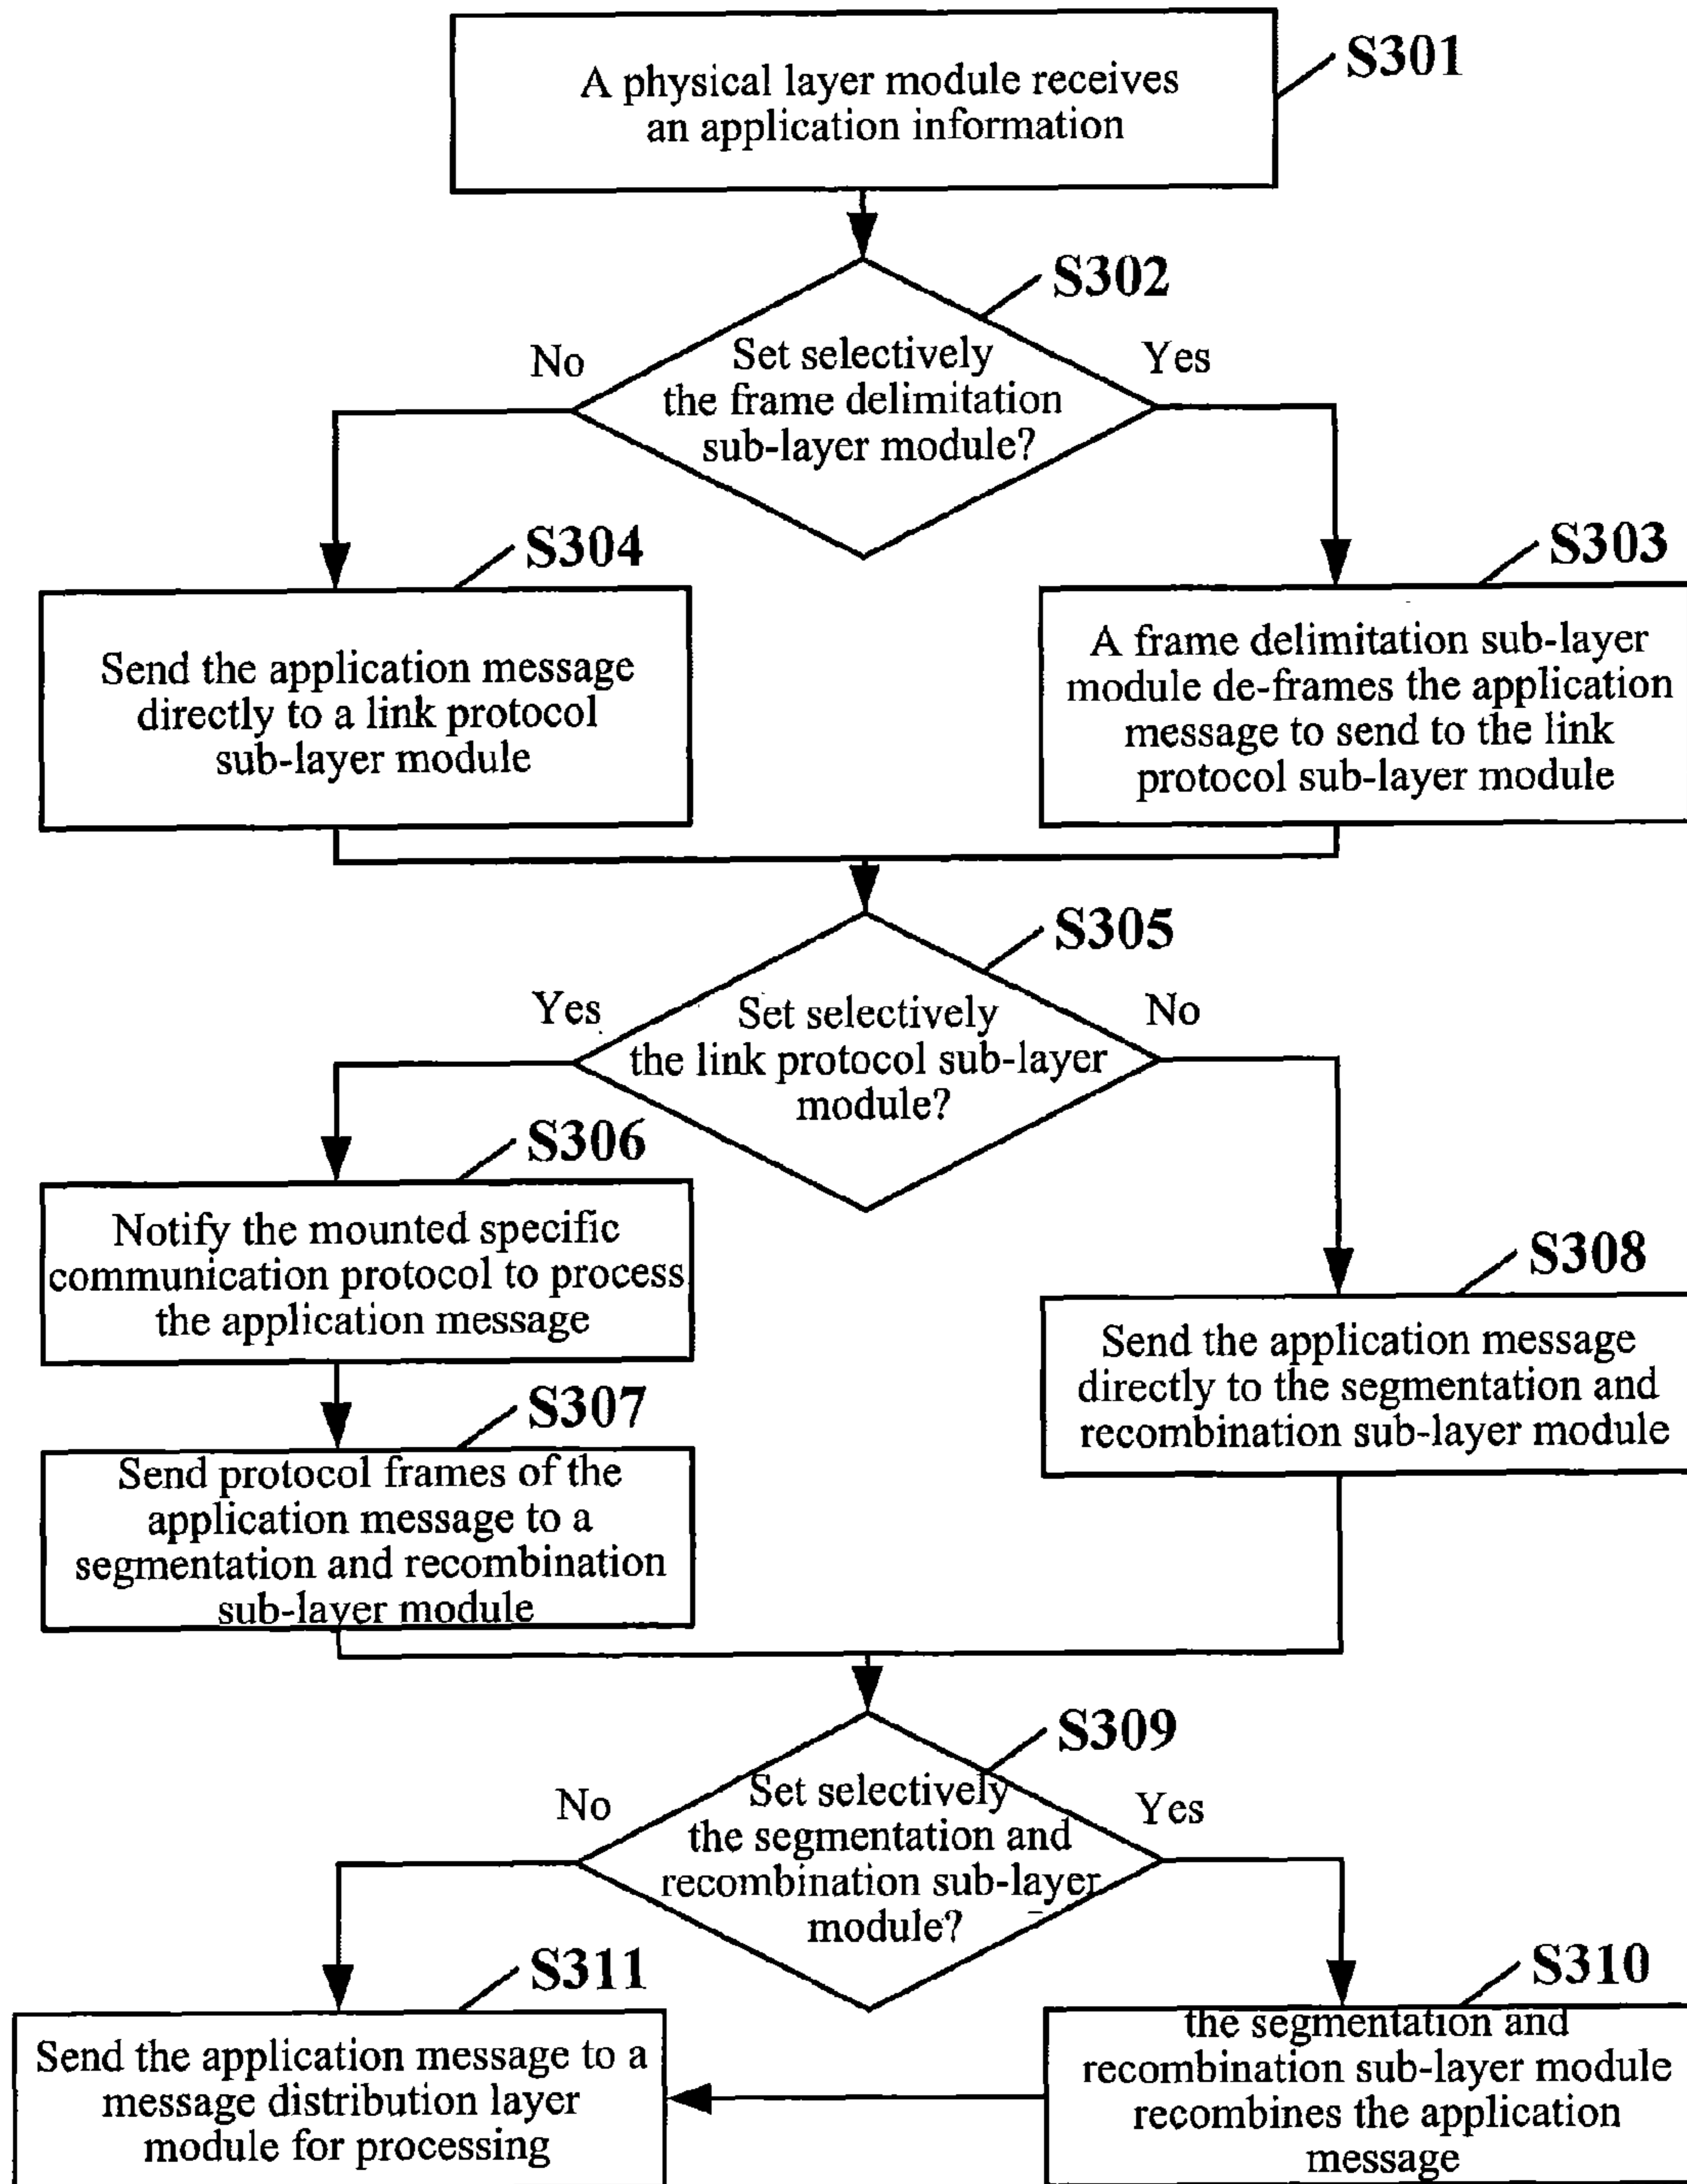 A physical layer module receives
an application information
S301
S302
No
Set selectively
the frame delimitation
sub-layer module?
Yes
S304
Send the application message
directly to a link protocol
sub-layer module
S303
A frame delimitation sub-layer
module de-frames the application
message to send to the link
protocol sub-layer module
S305
Yes
Set selectively
the link protocol sub-layer
module?
No
S306
Notify the mounted specific
communication protocol to process
the application message
S307
Send protocol frames of the
application message to a
segmentation and recombination
sub-layer module
S308
Send the application message
directly to the segmentation and
recombination sub-layer module
S309
No
Set selectively
the segmentation and
recombination sub-layer
module?
Yes
S311
Send the application message to a
message distribution layer
module for processing
S310
the segmentation and
recombination sub-layer module
recombines the application
message